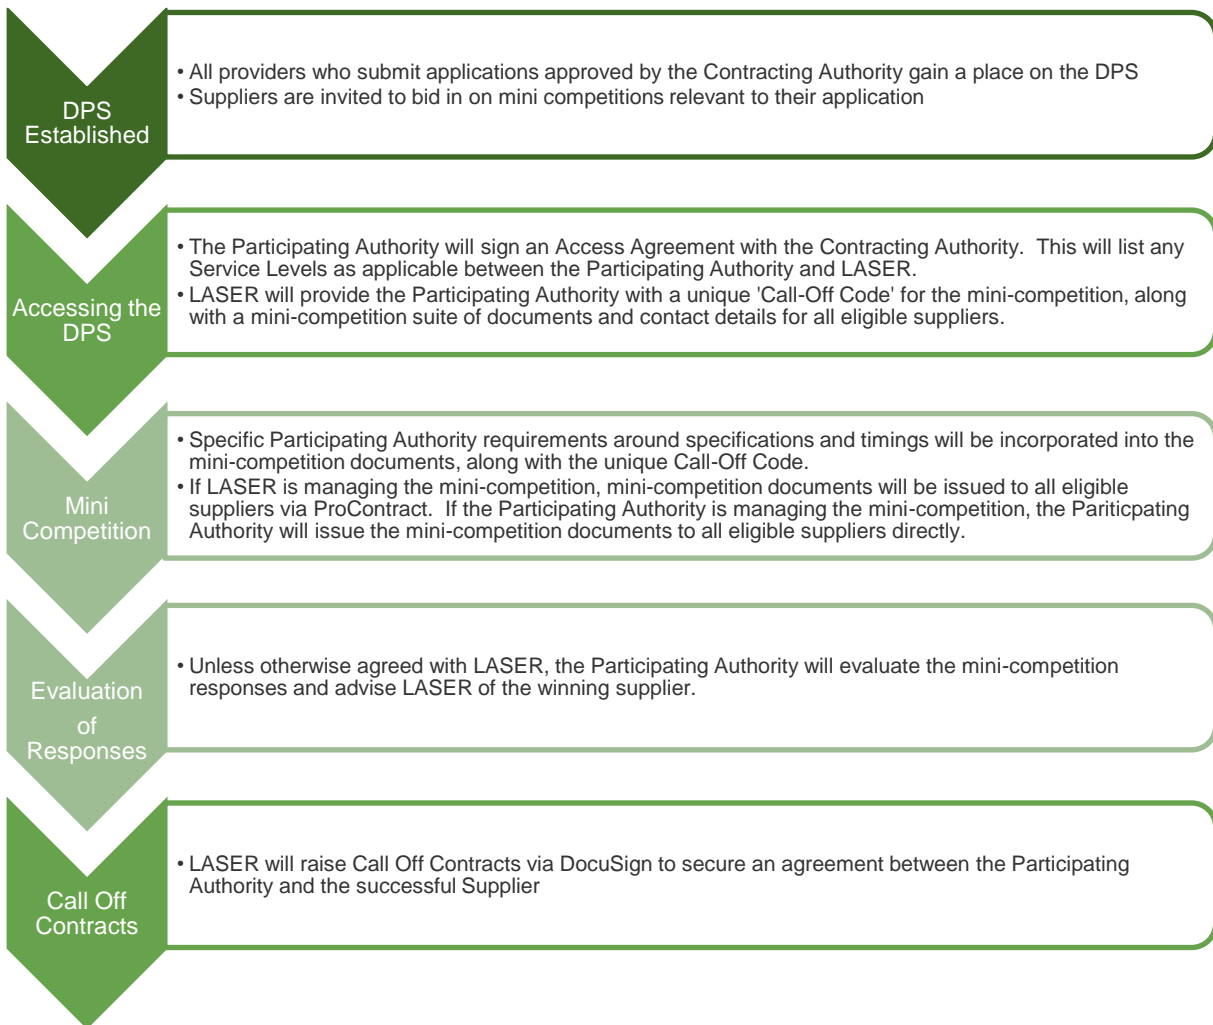 DPS
Established
• All providers who submit applications approved by the Contracting Authority gain a place on the DPS
• Suppliers are invited to bid in on mini competitions relevant to their application
Accessing the
DPS
• The Participating Authority will sign an Access Agreement with the Contracting Authority.  This will list any
Service Levels as applicable between the Participating Authority and LASER.
• LASER will provide the Participating Authority with a unique 'Call-Off Code' for the mini-competition, along
with a mini-competition suite of documents and contact details for all eligible suppliers.
Mini
Competition
• Specific Participating Authority requirements around specifications and timings will be incorporated into the
mini-competition documents, along with the unique Call-Off Code.
• If LASER is managing the mini-competition, mini-competition documents will be issued to all eligible
suppliers via ProContract.  If the Participating Authority is managing the mini-competition, the Pariticpating
Authority will issue the mini-competition documents to all eligible suppliers directly.
Evaluation
of
Responses
• Unless otherwise agreed with LASER, the Participating Authority will evaluate the mini-competition
responses and advise LASER of the winning supplier.
Call Off
Contracts
• LASER will raise Call Off Contracts via DocuSign to secure an agreement between the Participating
Authority and the successful Supplier